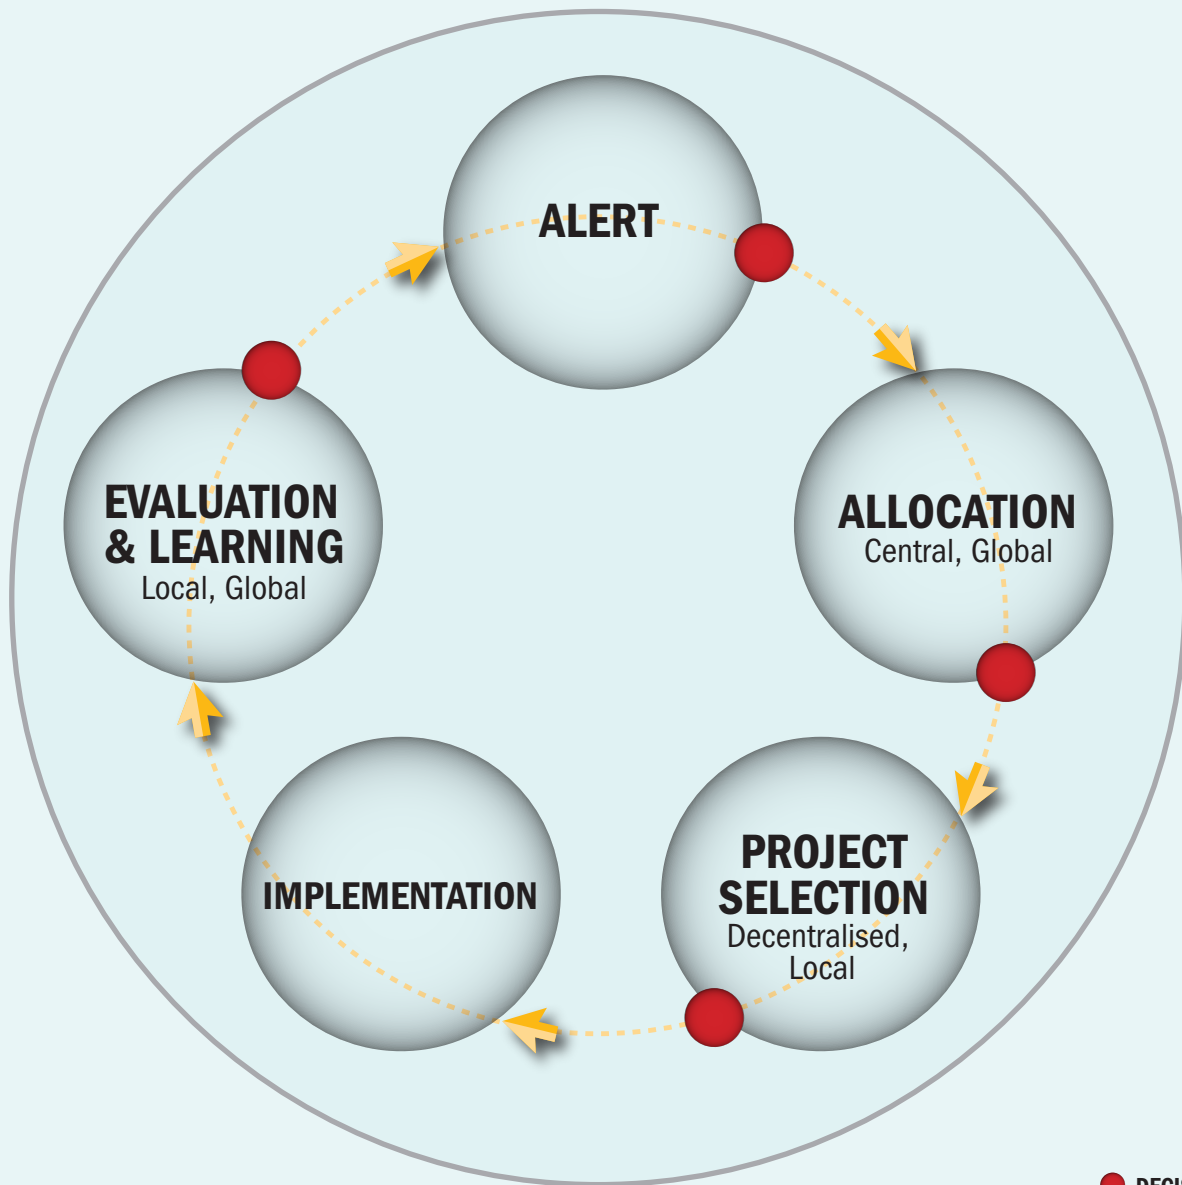 ALERT
ALLOCATION
Central, Global
PROJECT
SELECTION
Decentralised,
Local
IMPLEMENTATION
EVALUATION
& LEARNING
Local, Global